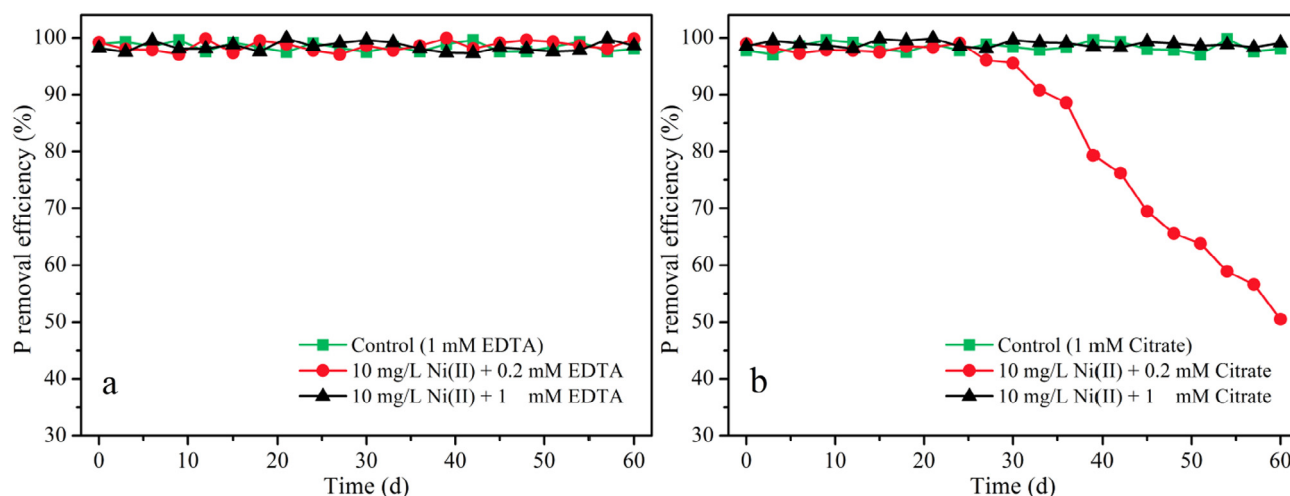 P removal efficiency (%)
100
90
80
70
60
50
40
30
a
Control (1 mM EDTA)
10 mg/L Ni(II) + 0.2 mM EDTA
10 mg/L Ni(II) + 1 mM EDTA
0 10 20 30 40 50 60
Time (d)
P removal efficiency (%)
100
90
80
70
60
50
40
30
b
Control (1 mM Citrate)
10 mg/L Ni(II) + 0.2 mM Citrate
10 mg/L Ni(II) + 1 mM Citrate
0 10 20 30 40 50 60
Time (d)